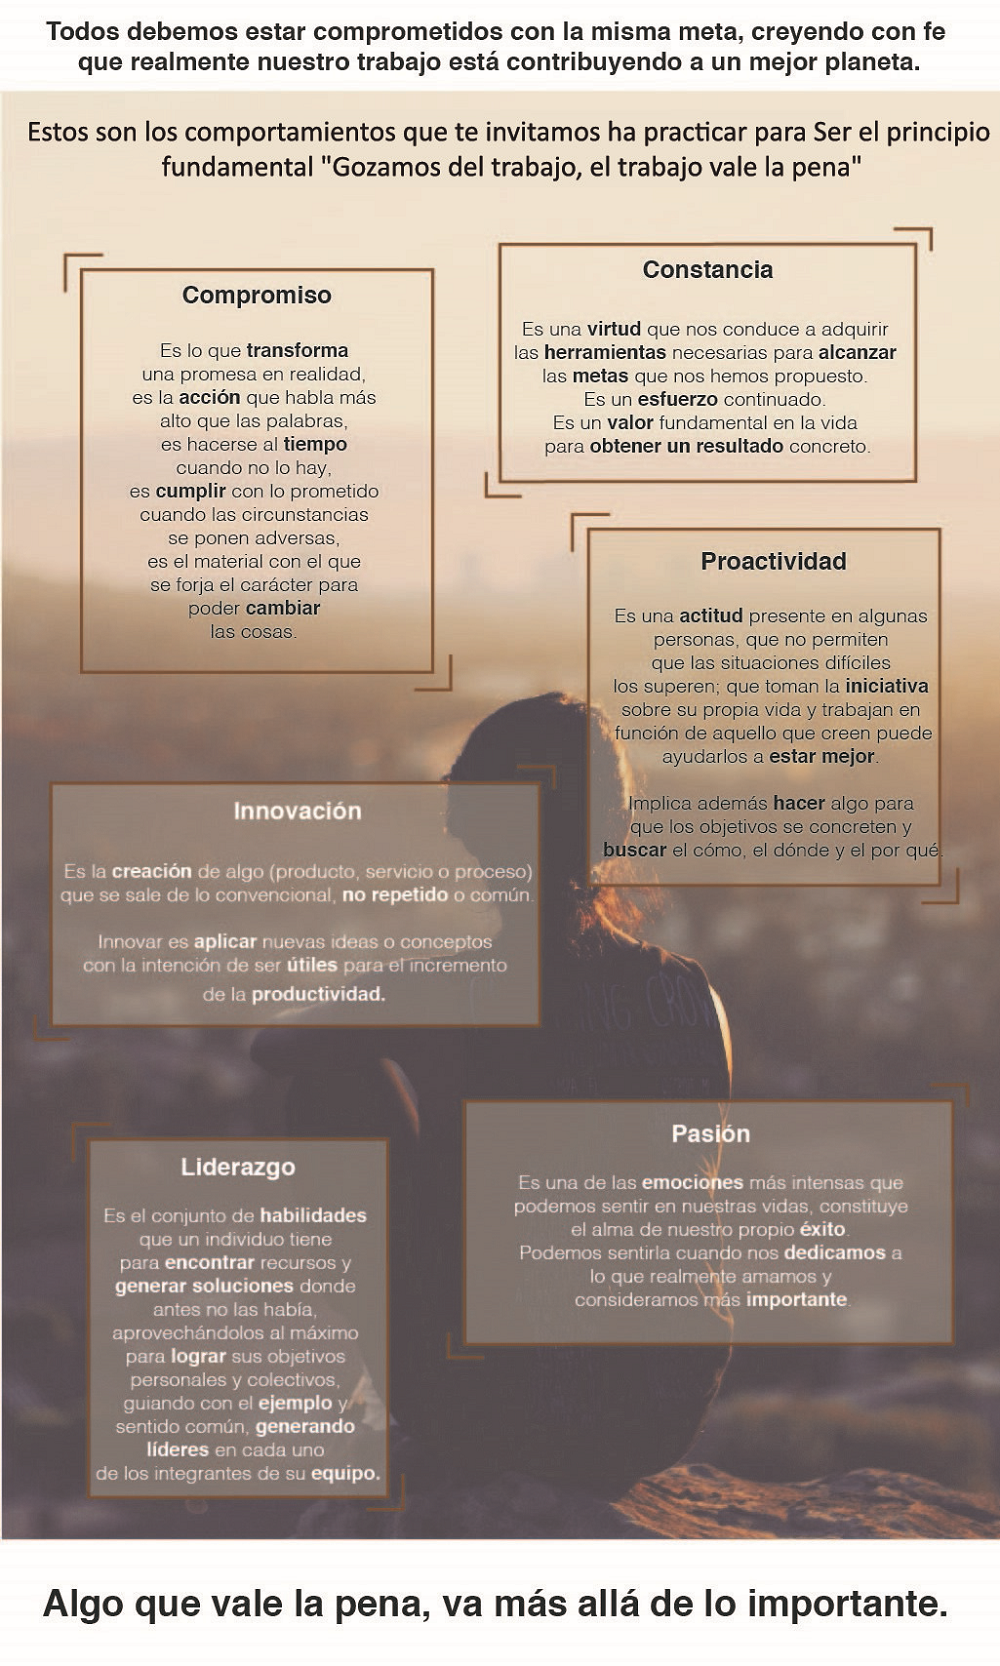 Todos debemos estar comprometidos con la misma meta, creyendo con fe
que realmente nuestro trabajo está contribuyendo a un mejor planeta.
Estos son los comportamientos que te invitamos ha practicar para Ser el principio
fundamental "Gozamos del trabajo, el trabajo vale la pena"
Compromiso
Es lo que transforma
una promesa en realidad,
es la acción que habla más
alto que las palabras,
es hacerse al tiempo
cuando no lo hay,
es cumplir con lo prometido
cuando las circunstancias
se ponen adversas,
es el material con el que
se forja el carácter para
poder cambiar
las cosas.
Constancia
Es una virtud que nos conduce a adquirir
las herramientas necesarias para alcanzar
las metas que nos hemos propuesto.
Es un esfuerzo continuado.
Es un valor fundamental en la vida
para obtener un resultado concreto.
Proactividad
Es una actitud presente en algunas
personas, que no permiten
que las situaciones difíciles
los superen; que toman la iniciativa
sobre su propia vida y trabajan en
función de aquello que creen puede
ayudarlos a estar mejor.
Implica además hacer algo para
que los objetivos se concreten y
buscar el cómo, el dónde y el por qué.
Innovación
Es la creación de algo (producto, servicio o proceso)
que se sale de lo convencional, no repetido o común.
Innovar es aplicar nuevas ideas o conceptos
con la intención de ser útiles para el incremento
de la productividad.
Liderazgo
Es el conjunto de habilidades
que un individuo tiene
para encontrar recursos y
generar soluciones donde
antes no las había,
aprovechándolos al máximo
para lograr sus objetivos
personales y colectivos,
guiando con el ejemplo y
sentido común, generando
líderes en cada uno
de los integrantes de su equipo.
Pasión
Es una de las emociones más intensas que
podemos sentir en nuestras vidas, constituye
el alma de nuestro propio éxito.
Podemos sentirla cuando nos dedicamos a
lo que realmente amamos y
consideramos más importante.
Algo que vale la pena, va más allá de lo importante.